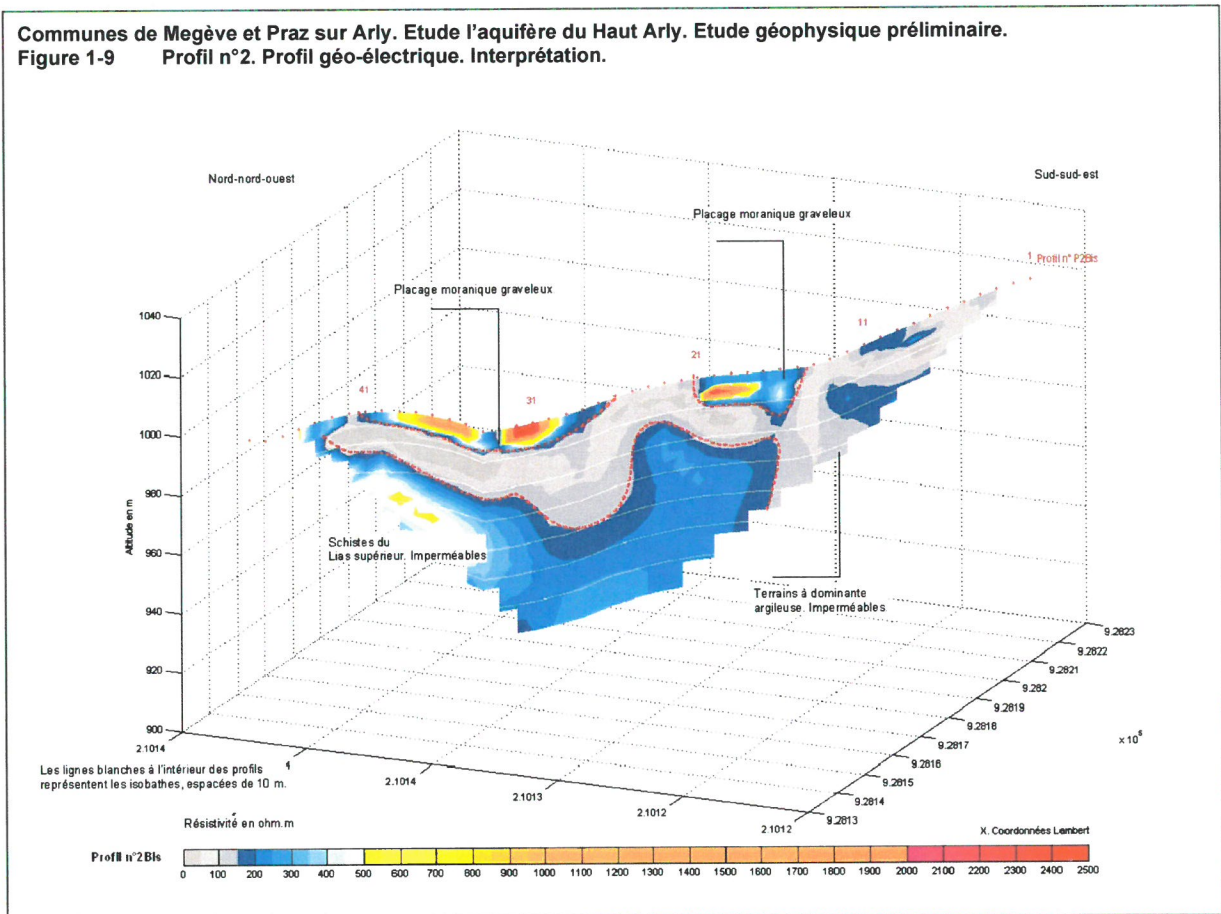 Communes de Megève et Praz sur Arly. Etude l'aquifère du Haut Arly. Etude géophysique préliminaire.
Figure 1-9 Profil n°2. Profil géo-électrique. Interprétation.
Nord-nord-ouest
Sud-sud-est
Placage moranique graveleux
1 Profil n° P2Bis
Placage moranique graveleux
11
21
31
41
1040
1020
1000
980
960
940
920
900
Altitude en m
Schistes du
Lias supérieur. Imperméables
Terrains à dominante
argileuse. Imperméables
9.2823
9.2822
9.2821
9.282
9.2819
9.2818
9.2817
9.2816
9.2815
9.2814
9.2813
x 10⁵
2.1014
2.1014
2.1013
2.1012
2.1012
Les lignes blanches à l'intérieur des profils
représentent les isobathes, espacées de 10 m.
Résistivité en ohm.m
X. Coordonnées Lambert
Profil n°2Bis
0 100 200 300 400 500 600 700 800 900 1000 1100 1200 1300 1400 1500 1600 1700 1800 1900 2000 2100 2200 2300 2400 2500